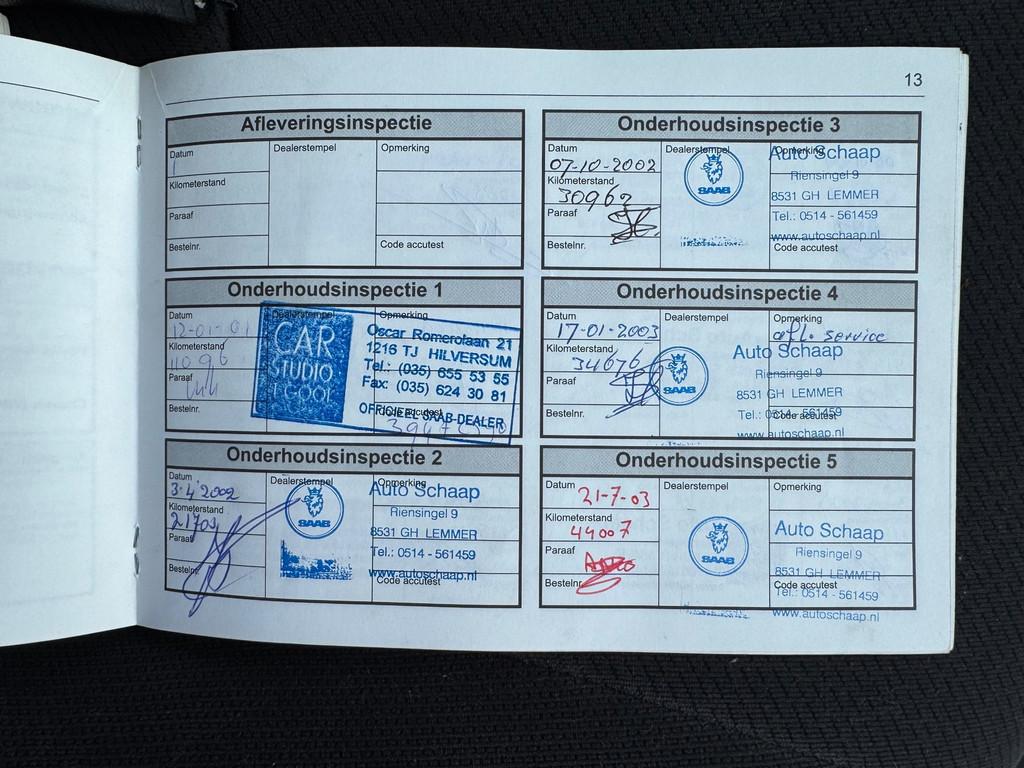 13
Afleveringsinspectie
Datum
Dealerstempel
Opmerking
Kilometerstand
Paraaf
Bestelnr.
Code accutest
Onderhoudsinspectie 1
Datum
Dealerstempel
Opmerking
12-01-01
Kilometerstand
11096
Paraaf
Bestelnr.
CAR
STUDIO
'T GOOI
Oscar Romerolaan 21
1216 TJ HILVERSUM
Tel.: (035) 655 53 55
Fax: (035) 624 30 81
OFFICIEEL SAAB-DEALER
Code accutest
Onderhoudsinspectie 2
Datum
Dealerstempel
Opmerking
3-4-2002
Kilometerstand
21709
Paraaf
Bestelnr.
SAAB
Auto Schaap
Riensingel 9
8531 GH LEMMER
Tel.: 0514 - 561459
www.autoschaap.nl
Code accutest
Onderhoudsinspectie 3
Datum
Dealerstempel
Opmerking
07-10-2002
Kilometerstand
30962
Paraaf
Bestelnr.
SAAB
Auto Schaap
Riensingel 9
8531 GH LEMMER
Tel.: 0514 - 561459
www.autoschaap.nl
Code accutest
Onderhoudsinspectie 4
Datum
Dealerstempel
Opmerking
17-01-2003
afl. service
Kilometerstand
34676
Paraaf
Bestelnr.
SAAB
Auto Schaap
Riensingel 9
8531 GH LEMMER
Tel.: 0514 - 561459
Code accutest
www.autoschaap.nl
Onderhoudsinspectie 5
Datum
Dealerstempel
Opmerking
21-7-03
Kilometerstand
44007
Paraaf
Bestelnr.
SAAB
Auto Schaap
Riensingel 9
8531 GH LEMMER
Code accutest
Tel.: 0514 - 561459
www.autoschaap.nl